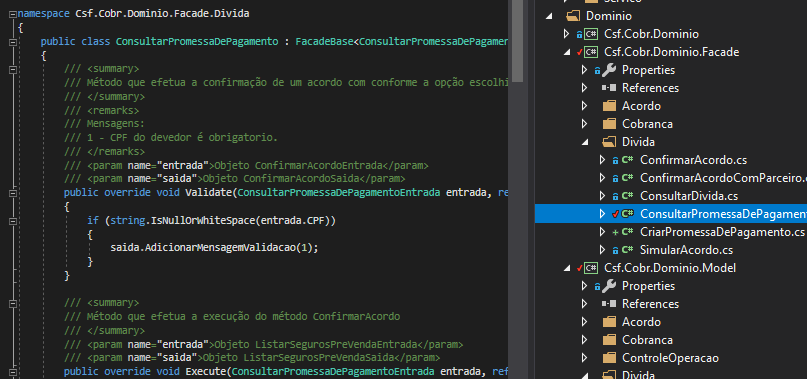 namespace Csf.Cobr.Dominio.Facade.Divida
{
public class ConsultarPromessaDePagamento : FacadeBase<ConsultarPromessaDePagamen
{
/// <summary>
/// Método que efetua a confirmação de um acordo com conforme a opção escolhi
/// </summary>
/// <remarks>
/// Mensagens:
/// 1 - CPF do devedor é obrigatorio.
/// </remarks>
/// <param name="entrada">Objeto ConfirmarAcordoEntrada</param>
/// <param name="saida">Objeto ConfirmarAcordoSaida</param>
public override void Validate(ConsultarPromessaDePagamentoEntrada entrada, re
{
if (string.IsNullOrWhiteSpace(entrada.CPF))
{
saida.AdicionarMensagemValidacao(1);
}
}
/// <summary>
/// Método que efetua a execução do método ConfirmarAcordo
/// </summary>
/// <param name="entrada">Objeto ListarSegurosPreVendaEntrada</param>
/// <param name="saida">Objeto ListarSegurosPreVendaSaida</param>
public override void Execute(ConsultarPromessaDePagamentoEntrada entrada, ref
Servico
Dominio
Csf.Cobr.Dominio
Csf.Cobr.Dominio.Facade
Properties
References
Acordo
Cobranca
Divida
C# ConfirmarAcordo.cs
C# ConfirmarAcordoComParceiro.c
C# ConsultarDivida.cs
C# ConsultarPromessaDePagamen
C# CriarPromessaDePagamento.cs
C# SimularAcordo.cs
Csf.Cobr.Dominio.Model
Properties
References
Acordo
Cobranca
ControleOperacao
Divida